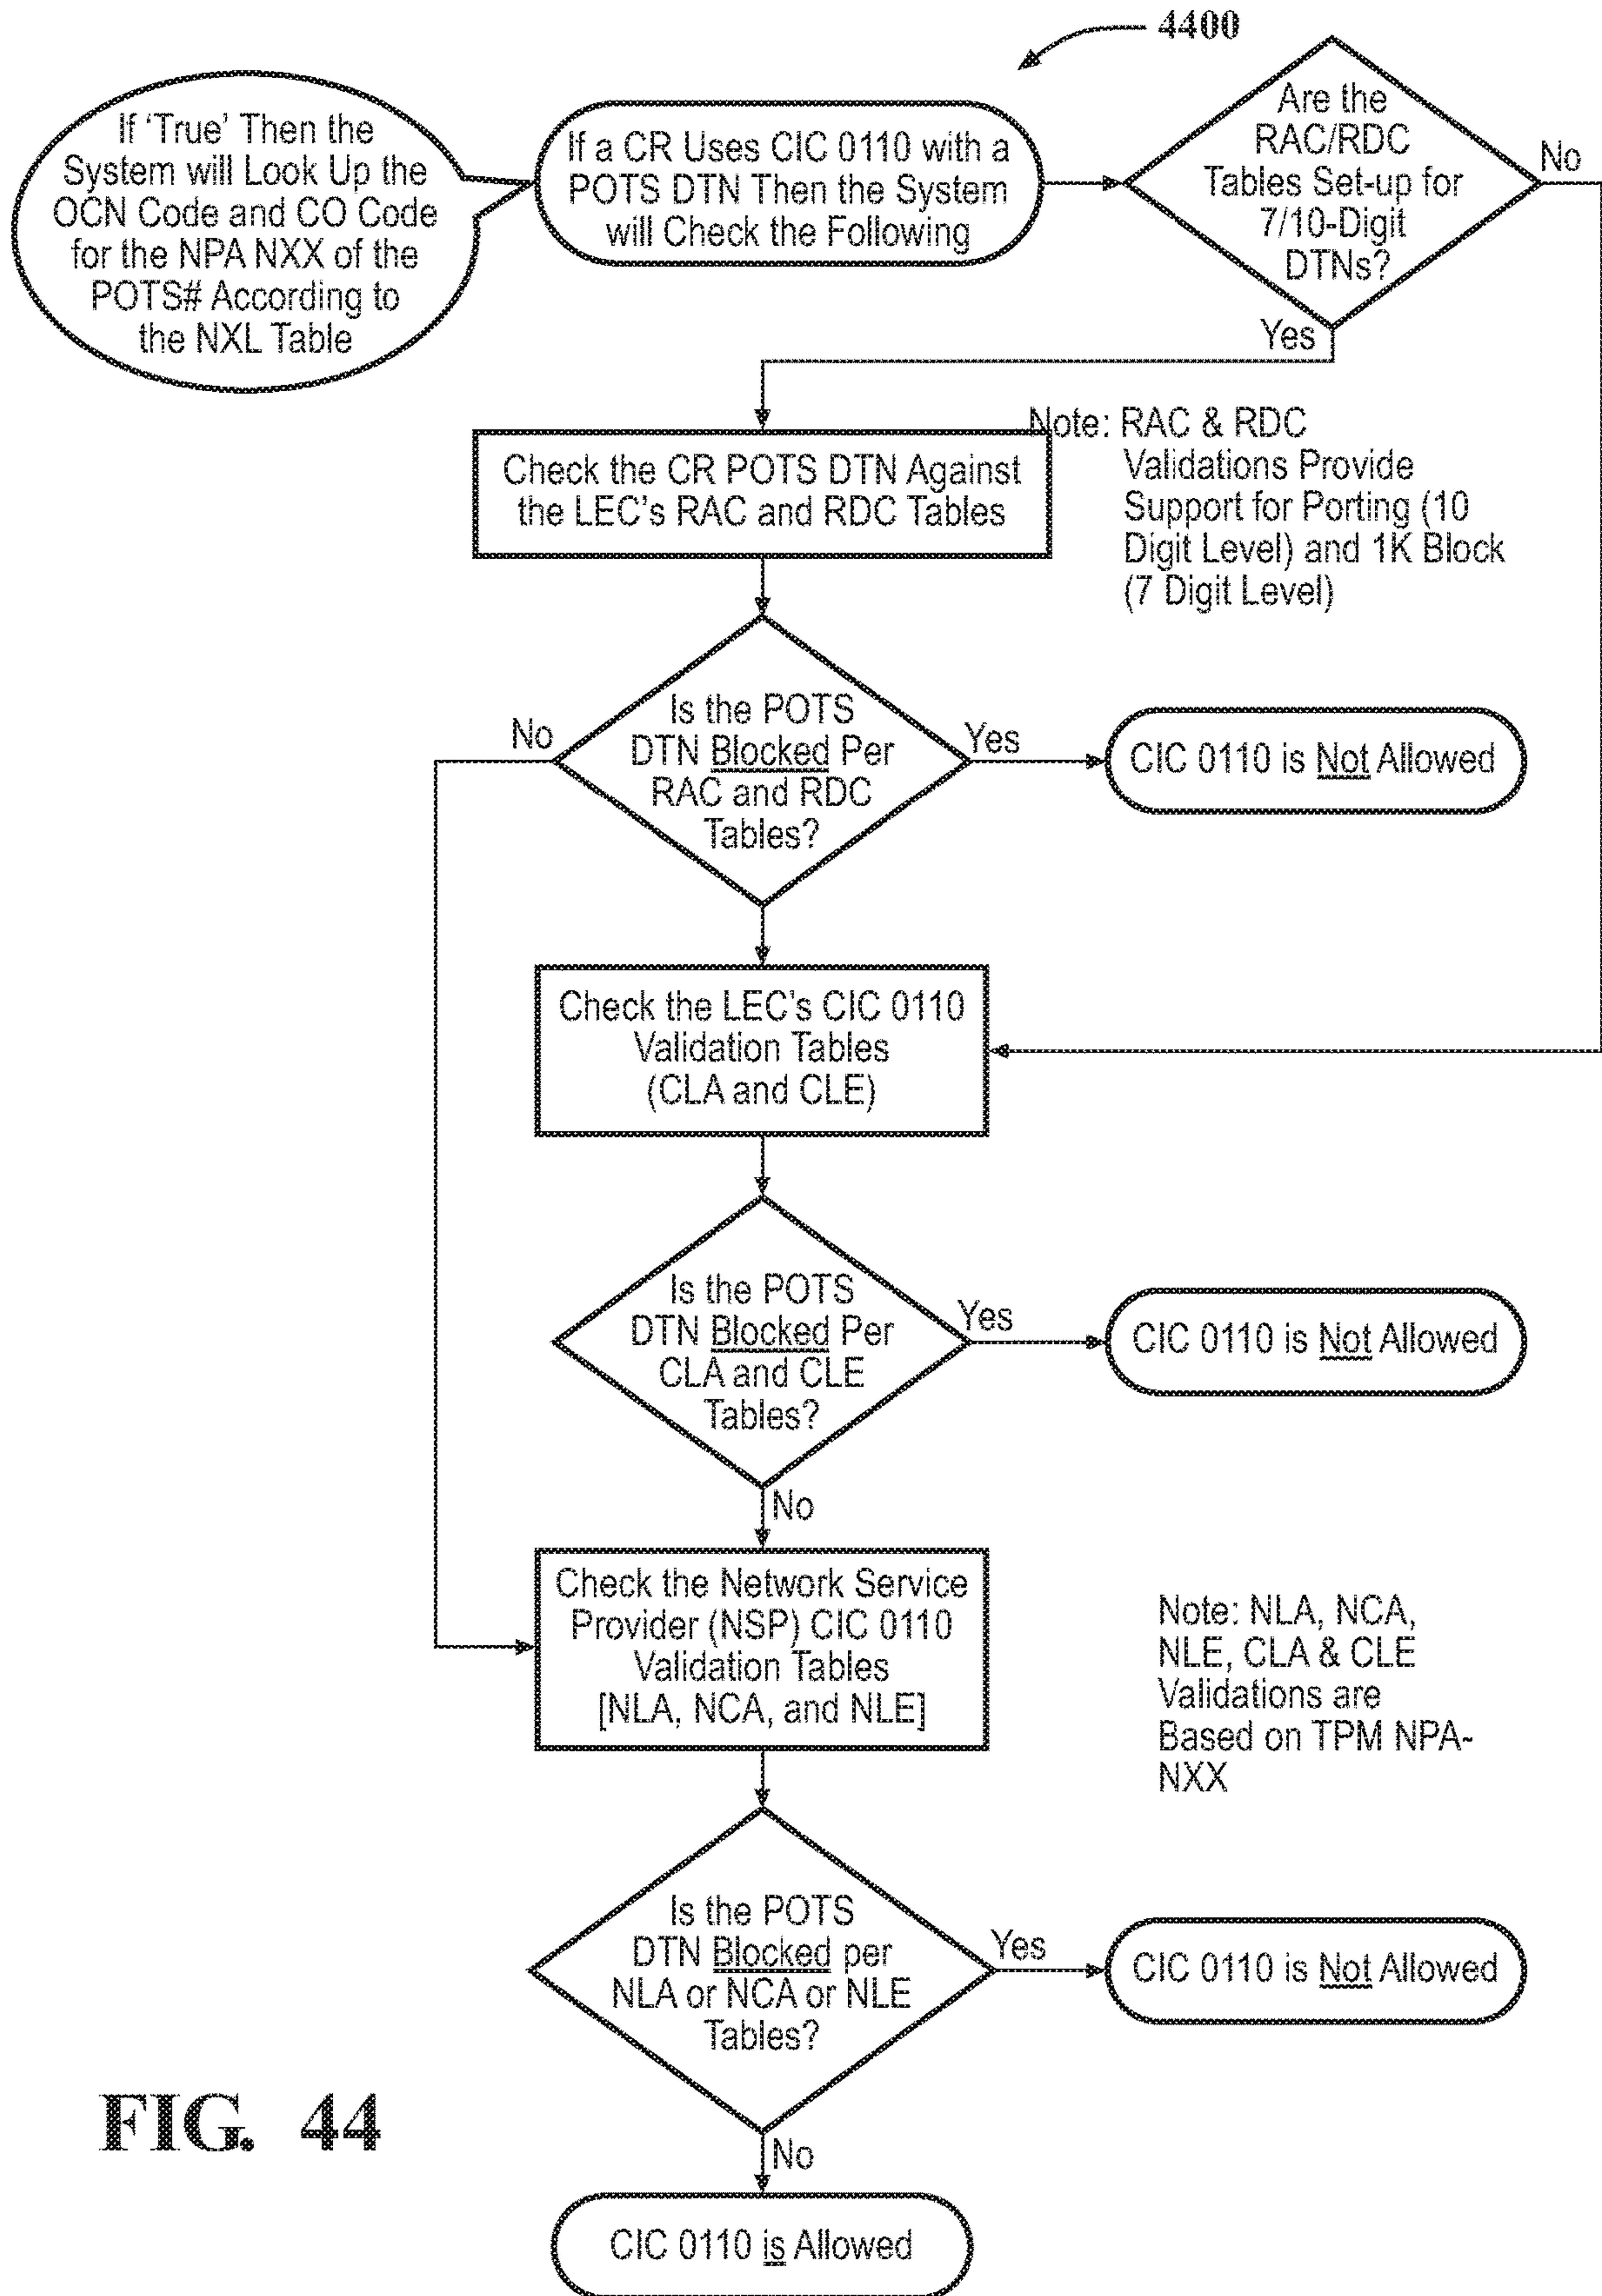 4400
If 'True' Then the
System will Look Up the
OCN Code and CO Code
for the NPA NXX of the
POTS# According to
the NXL Table
If a CR Uses CIC 0110 with a
POTS DTN Then the System
will Check the Following
Are the
RAC/RDC
Tables Set-up for
7/10-Digit
DTNs?
No
Yes
Check the CR POTS DTN Against
the LEC's RAC and RDC Tables
Note: RAC & RDC
Validations Provide
Support for Porting (10
Digit Level) and 1K Block
(7 Digit Level)
Is the POTS
DTN Blocked Per
RAC and RDC
Tables?
No
Yes
CIC 0110 is Not Allowed
Check the LEC's CIC 0110
Validation Tables
(CLA and CLE)
Is the POTS
DTN Blocked Per
CLA and CLE
Tables?
Yes
CIC 0110 is Not Allowed
No
Check the Network Service
Provider (NSP) CIC 0110
Validation Tables
[NLA, NCA, and NLE]
Note: NLA, NCA,
NLE, CLA & CLE
Validations are
Based on TPM NPA-
NXX
Is the POTS
DTN Blocked per
NLA or NCA or NLE
Tables?
Yes
CIC 0110 is Not Allowed
No
CIC 0110 is Allowed
FIG. 44